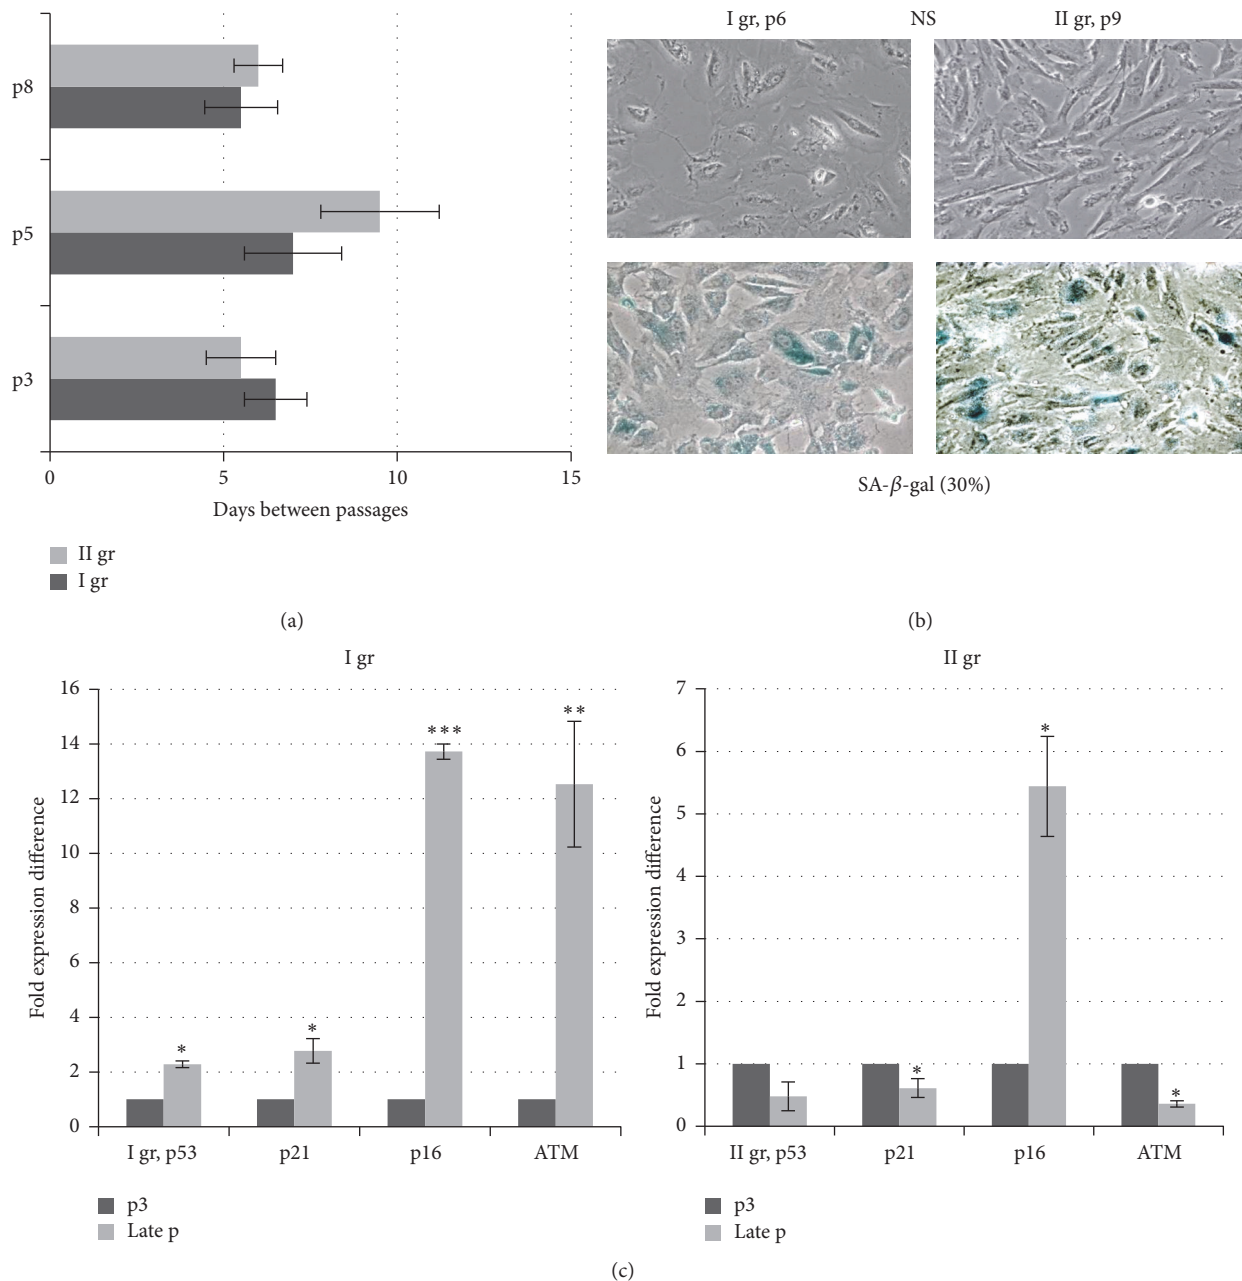 p8
p5
p3
0 5 10 15
Days between passages
II gr
I gr
(a)
I gr, p6 NS II gr, p9
SA-β-gal (30%)
(b)
I gr
16
14
12
10
8
6
4
2
0
Fold expression difference
*
*
***
**
I gr, p53 p21 p16 ATM
p3
Late p
II gr
7
6
5
4
3
2
1
0
Fold expression difference
*
*
*
II gr, p53 p21 p16 ATM
p3
Late p
(c)